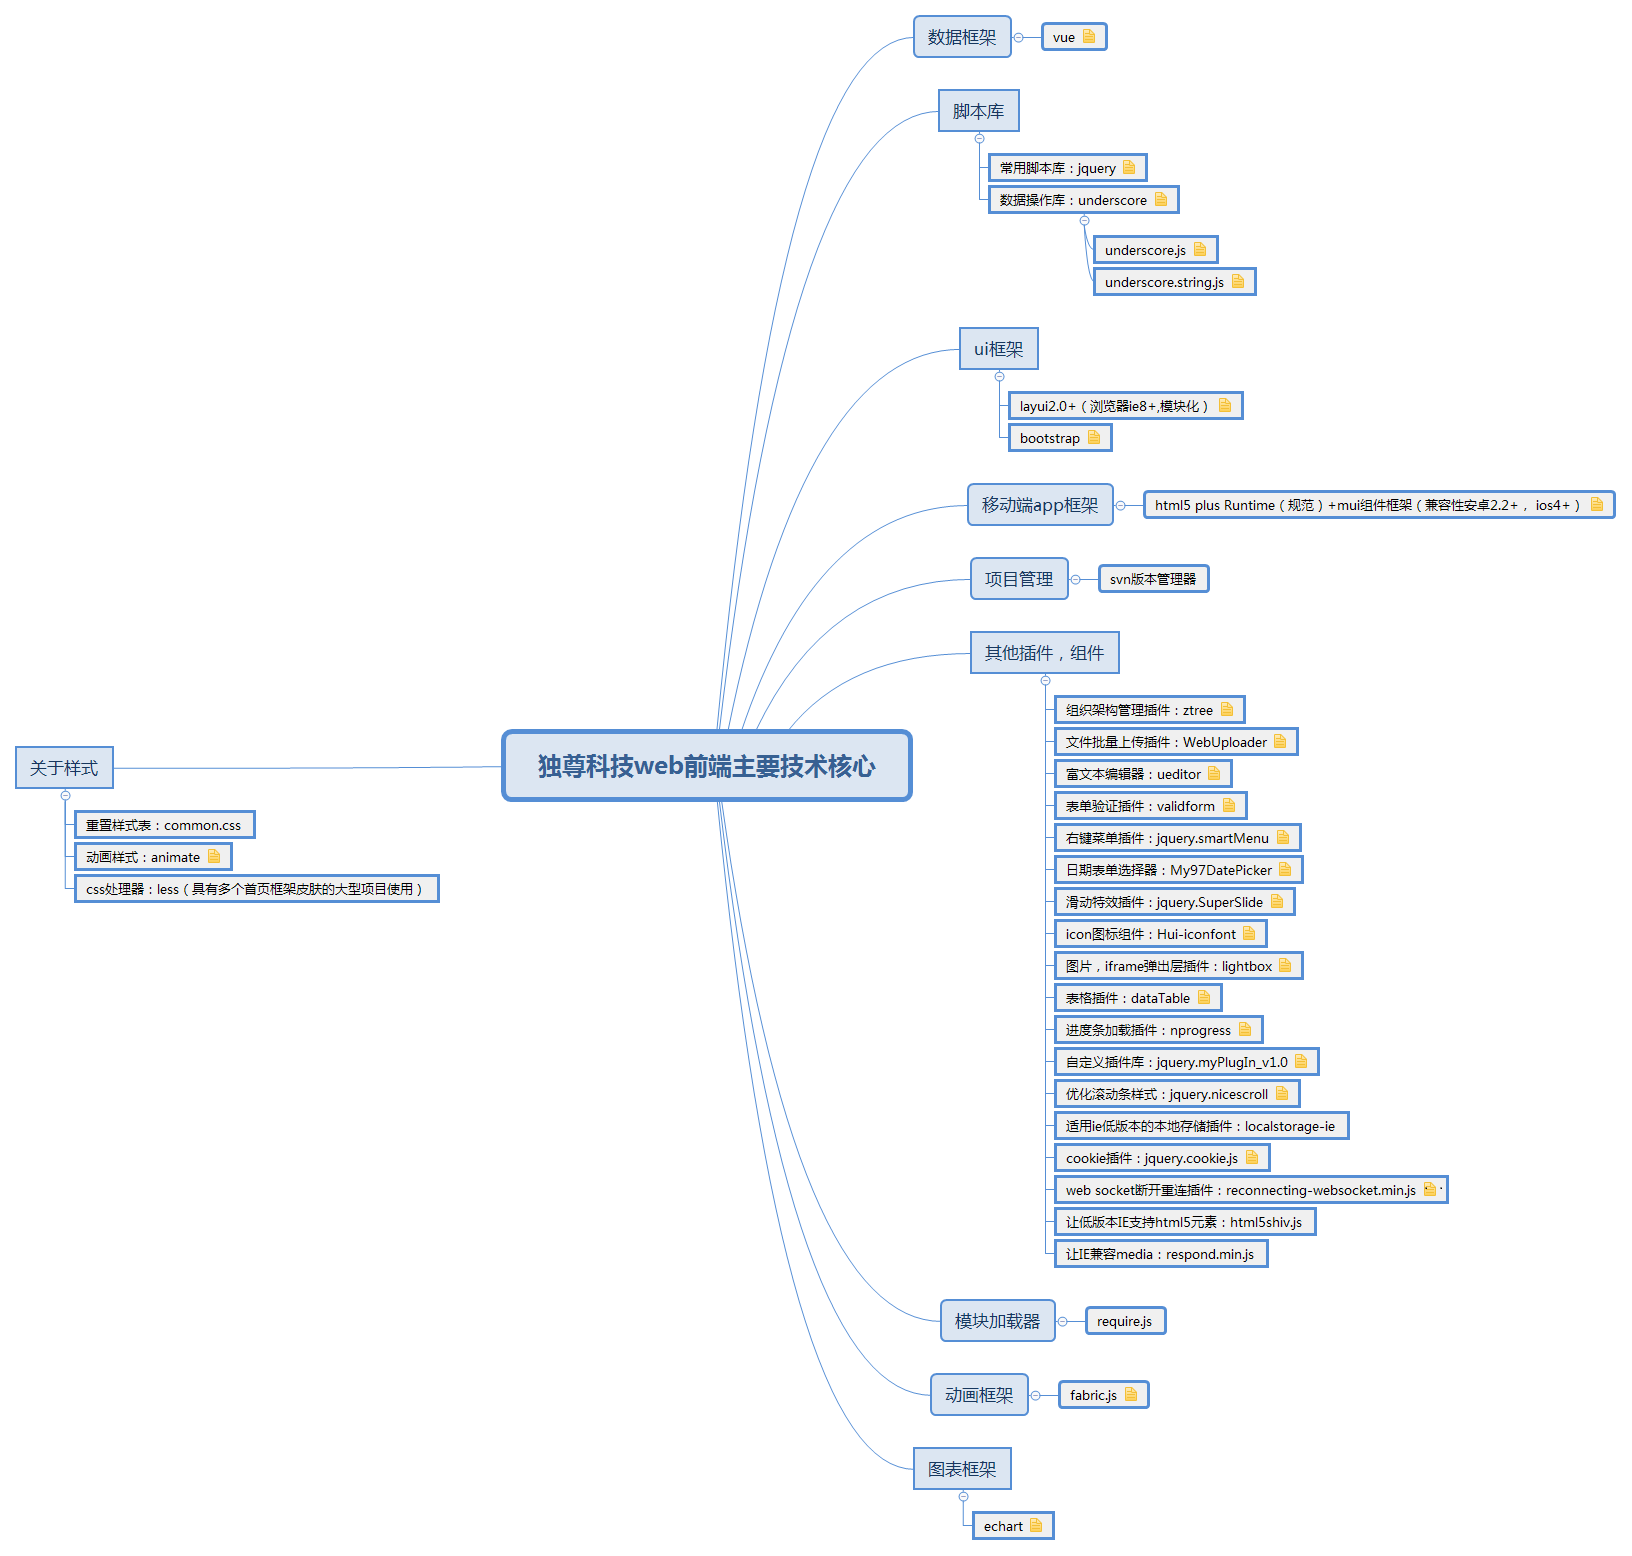 数据框架
vue
脚本库
常用脚本库：jquery
数据操作库：underscore
underscore.js
underscore.string.js
ui框架
layui2.0+（浏览器ie8+,模块化）
bootstrap
移动端app框架
html5 plus Runtime（规范）+mui组件框架（兼容性安卓2.2+， ios4+）
项目管理
svn版本管理器
其他插件，组件
组织架构管理插件：ztree
文件批量上传插件：WebUploader
富文本编辑器：ueditor
表单验证插件：validform
右键菜单插件：jquery.smartMenu
日期表单选择器：My97DatePicker
滑动特效插件：jquery.SuperSlide
icon图标组件：Hui-iconfont
图片，iframe弹出层插件：lightbox
表格插件：dataTable
进度条加载插件：nprogress
自定义插件库：jquery.myPlugIn_v1.0
优化滚动条样式：jquery.nicescroll
适用ie低版本的本地存储插件：localstorage-ie
cookie插件：jquery.cookie.js
web socket断开重连插件：reconnecting-websocket.min.js
让低版本IE支持html5元素：html5shiv.js
让IE兼容media：respond.min.js
独尊科技web前端主要技术核心
关于样式
重置样式表：common.css
动画样式：animate
css处理器：less（具有多个首页框架皮肤的大型项目使用）
模块加载器
require.js
动画框架
fabric.js
图表框架
echart